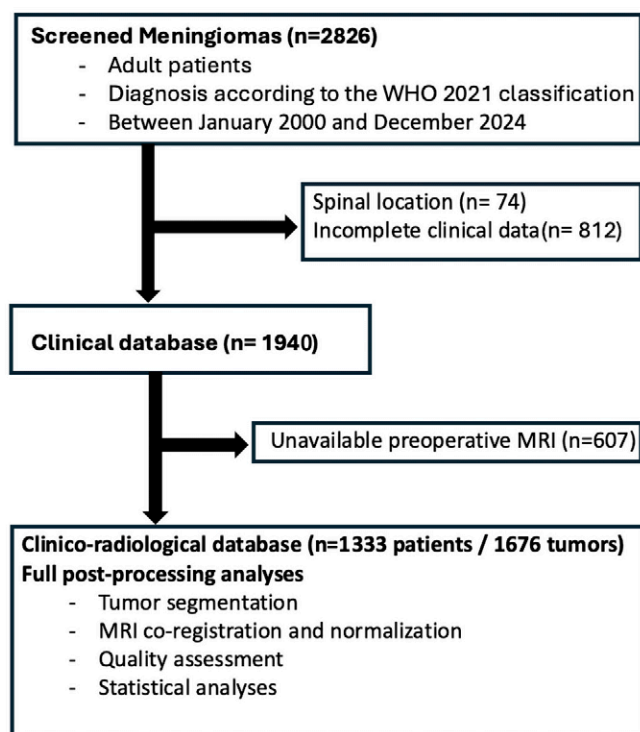 Screened Meningiomas (n=2826)
- Adult patients
- Diagnosis according to the WHO 2021 classification
- Between January 2000 and December 2024
Spinal location (n= 74)
Incomplete clinical data(n= 812)
Clinical database (n= 1940)
Unavailable preoperative MRI (n=607)
Clinico-radiological database (n=1333 patients / 1676 tumors)
Full post-processing analyses
- Tumor segmentation
- MRI co-registration and normalization
- Quality assessment
- Statistical analyses